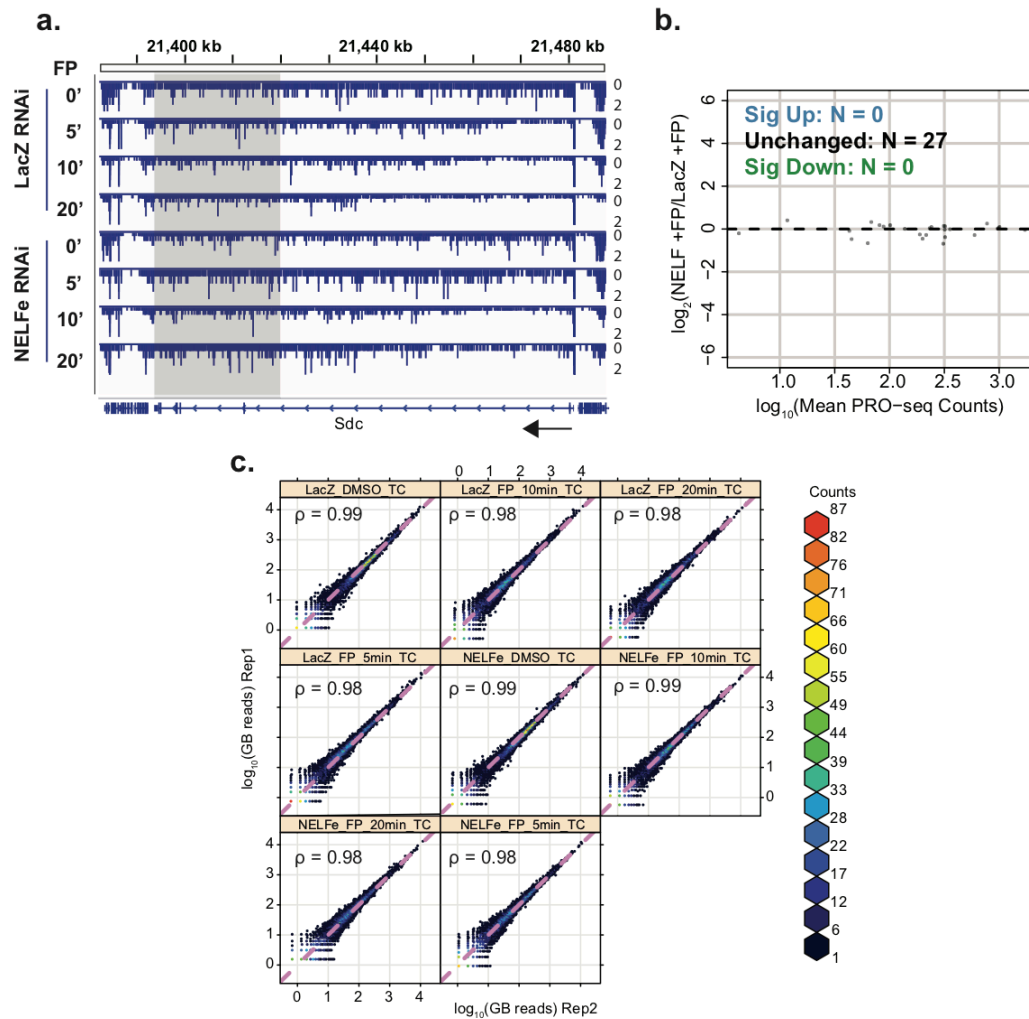 a.
21,400 kb 21,440 kb 21,480 kb
FP
LacZ RNAi
0’ 0
2
5’ 0
2
10’ 0
2
20’ 0
2
NELFe RNAi
0’ 0
2
5’ 0
2
10’ 0
2
20’ 0
2
Sdc
b.
log2(NELF +FP/LacZ +FP)
6
4
2
0
−2
−4
−6
Sig Up: N = 0
Unchanged: N = 27
Sig Down: N = 0
1.0 1.5 2.0 2.5 3.0
log10(Mean PRO−seq Counts)
c.
0 1 2 3 4
LacZ_DMSO_TC LacZ_FP_10min_TC LacZ_FP_20min_TC
ρ = 0.99 ρ = 0.98 ρ = 0.98
4
3
2
1
0
LacZ_FP_5min_TC NELFe_DMSO_TC NELFe_FP_10min_TC
ρ = 0.98 ρ = 0.99 ρ = 0.99
4
3
2
1
0
NELFe_FP_20min_TC NELFe_FP_5min_TC
ρ = 0.98 ρ = 0.98
4
3
2
1
0
0 1 2 3 4
log10(GB reads) Rep1
log10(GB reads) Rep2
Counts
87
82
76
71
66
60
55
49
44
39
33
28
22
17
12
6
1